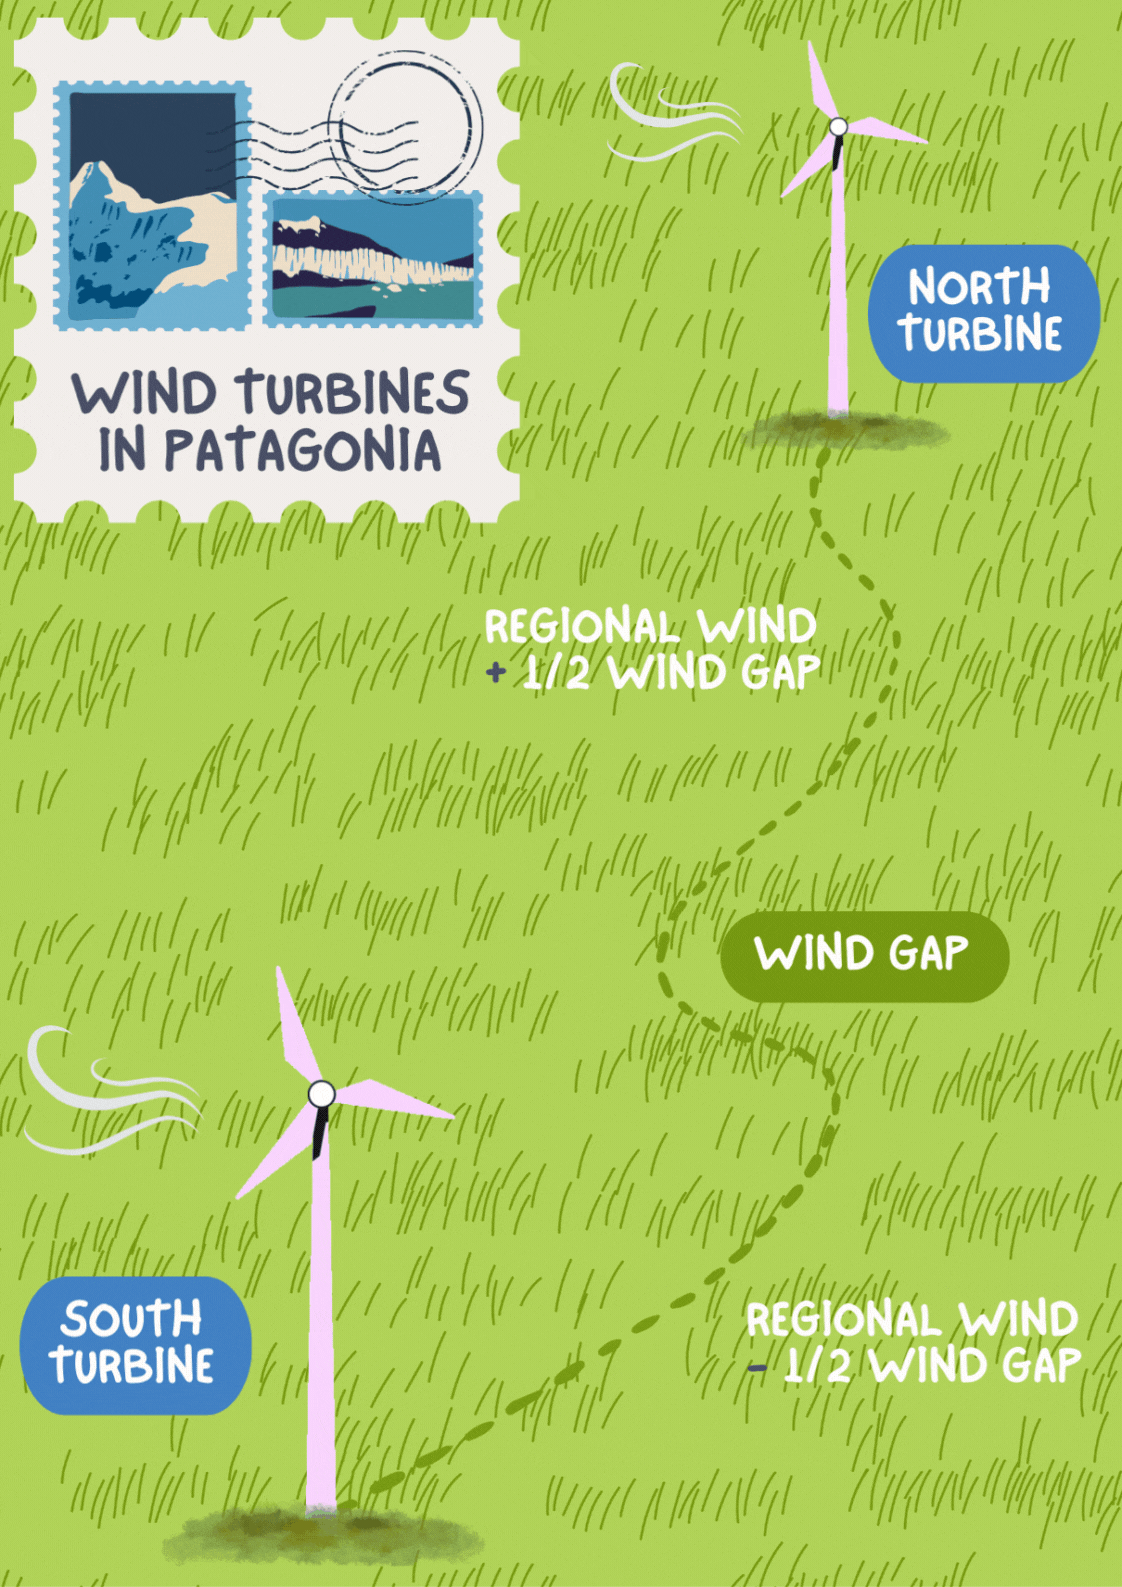 WIND TURBINES
IN PATAGONIA
NORTH
TURBINE
REGIONAL WIND
+ 1/2 WIND GAP
WIND GAP
SOUTH
TURBINE
REGIONAL WIND
- 1/2 WIND GAP